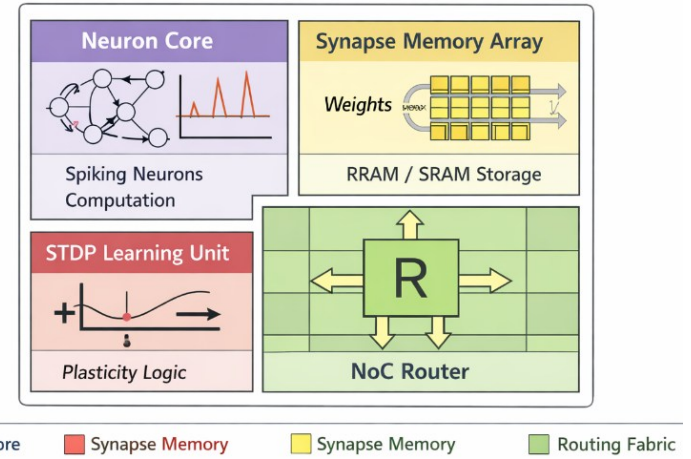 Neuron Core
Synapse Memory Array
Weights
Spiking Neurons
Computation
RRAM / SRAM Storage
STDP Learning Unit
+
R
Plasticity Logic
NoC Router
ore
Synapse Memory
Synapse Memory
Routing Fabric